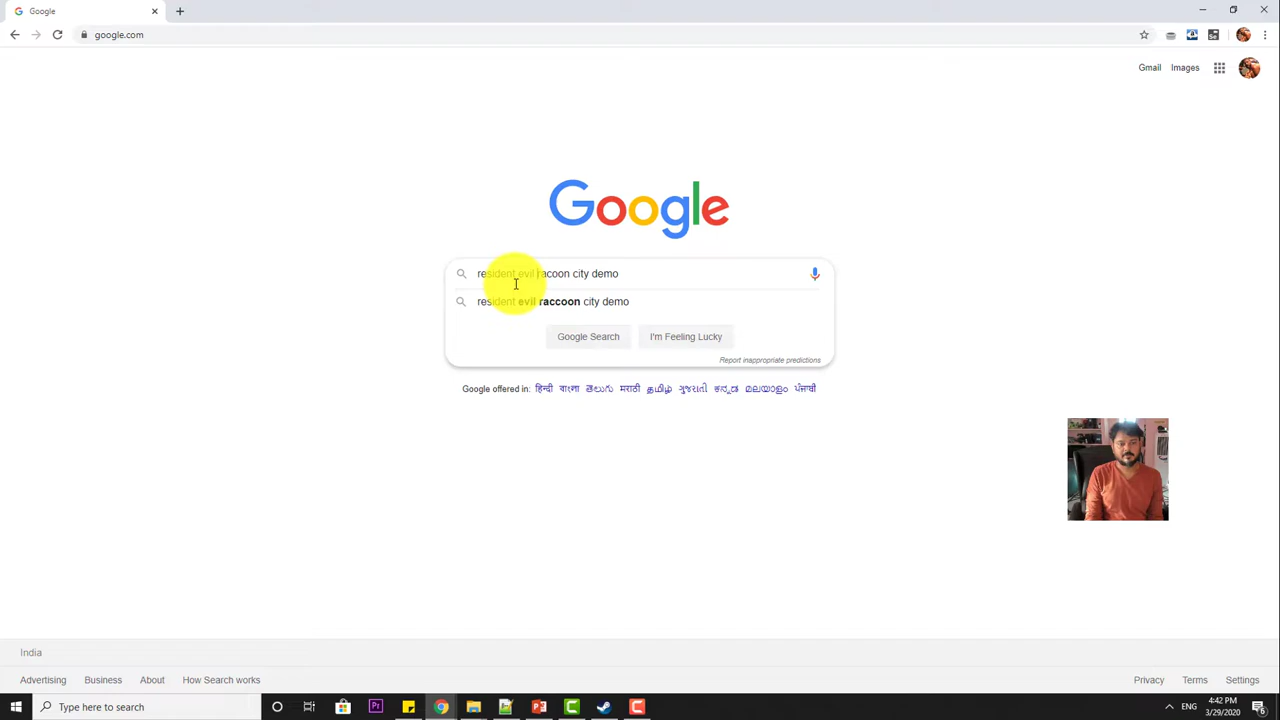 Google
google.com
Gmail Images
Google
resident evil racoon city demo
resident evil raccoon city demo
Google Search I'm Feeling Lucky
Report inappropriate predictions
Google offered in: हिन्दी বাংলা తెలుగు मराठी தமிழ் ગુજરાતી ಕನ್ನಡ മലയാളം ਪੰਜਾਬੀ
India
Advertising Business About How Search works Privacy Terms Settings
Type here to search
Pr
ENG
4:42 PM
3/29/2020